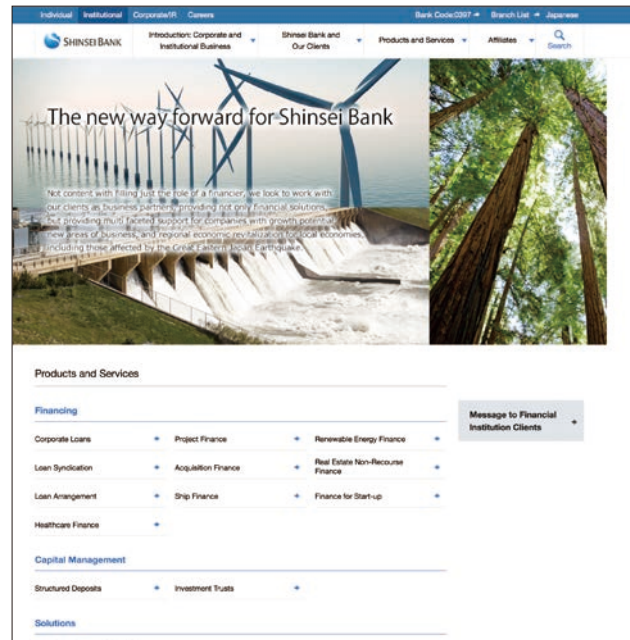 Individual Institutional Corporate/IR Careers Bank Code:0397 Branch List Japanese
SHINSEI BANK
Introduction: Corporate and
Institutional Business
Shinsei Bank and
Our Clients
Products and Services
Affiliates
Search
The new way forward for Shinsei Bank
Not content with filling just the role of a financier, we look to work with
our clients as business partners, providing not only financial solutions,
but providing multi faceted support for companies with growth potential,
new areas of business, and regional economic revitalization for local economies,
including those affected by the Great Eastern Japan Earthquake.
Products and Services
Financing
Message to Financial
Institution Clients
Corporate Loans
Project Finance
Renewable Energy Finance
Loan Syndication
Acquisition Finance
Real Estate Non-Recourse
Finance
Loan Arrangement
Ship Finance
Finance for Start-up
Healthcare Finance
Capital Management
Structured Deposits
Investment Trusts
Solutions